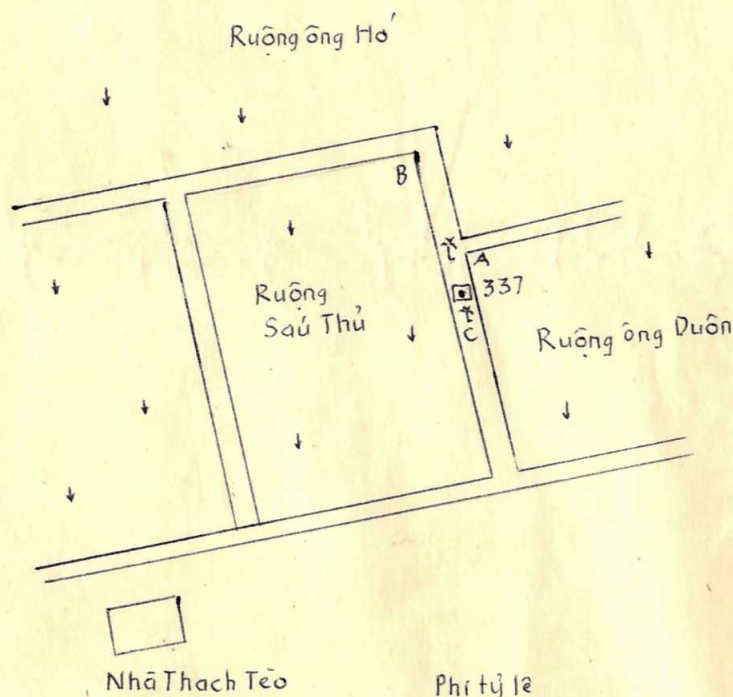 Ruộng ông Hớ
B
A
337
Ruộng
Sáu Thủ
C
Ruộng ông Duôn
Nhà Thạch Tèo
Phi tỷ lệ